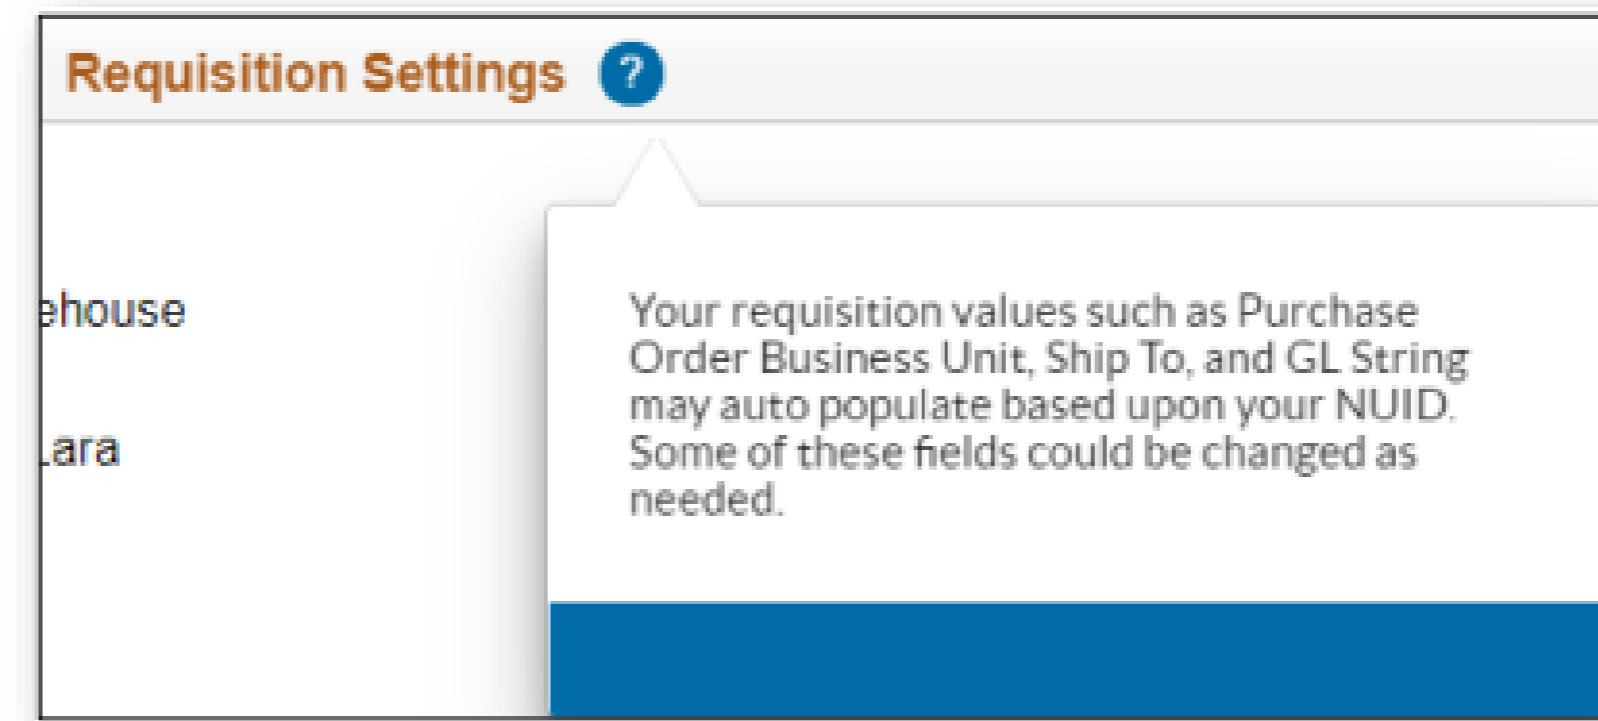 Requisition Settings ?
ehouse
Your requisition values such as Purchase
Order Business Unit, Ship To, and GL String
may auto populate based upon your NUID.
Some of these fields could be changed as
needed.
Lara